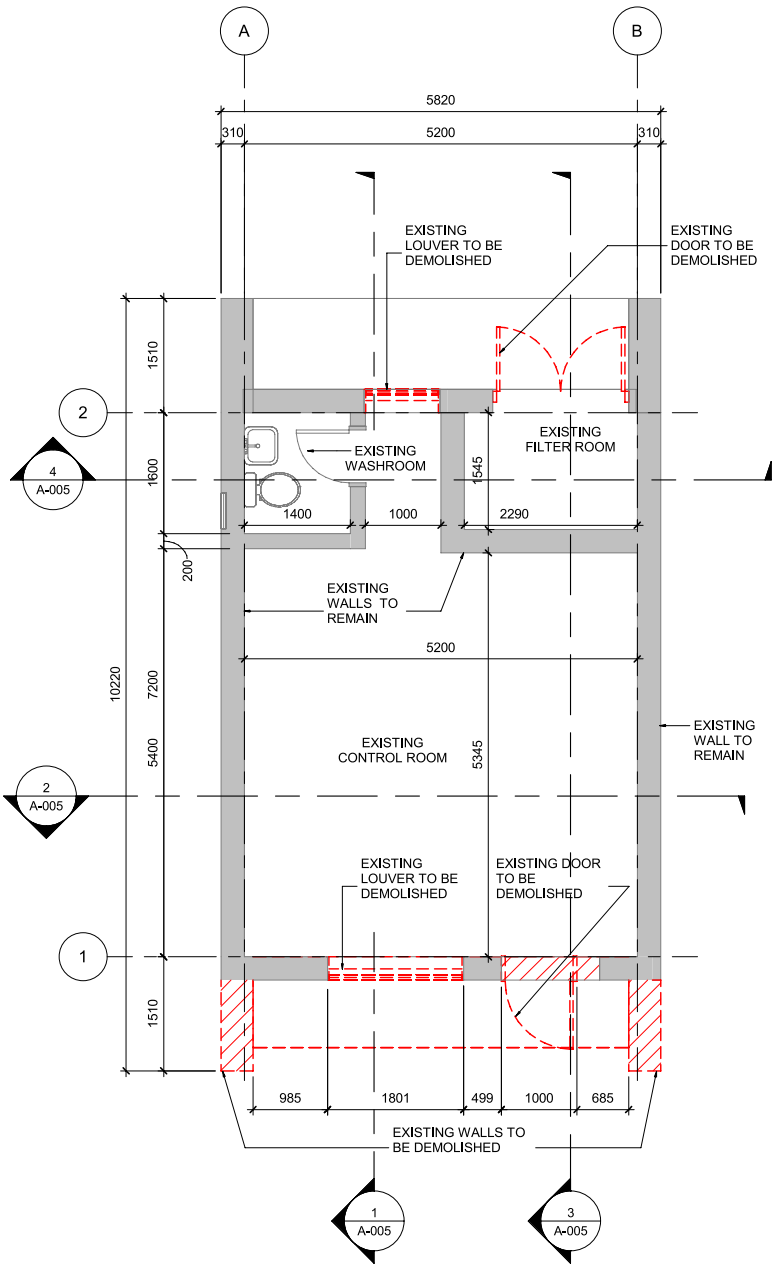 A
B
5820
310
5200
310
EXISTING
LOUVER TO BE
DEMOLISHED
EXISTING
DOOR TO BE
DEMOLISHED
1510
2
EXISTING
FILTER ROOM
EXISTING
WASHROOM
4
A-005
1600
1545
1400
1000
2290
200
EXISTING
WALLS TO
REMAIN
5200
10220
7200
5400
5345
EXISTING
CONTROL ROOM
EXISTING
WALL TO
REMAIN
2
A-005
EXISTING
LOUVER TO BE
DEMOLISHED
EXISTING DOOR
TO BE
DEMOLISHED
1
1510
985
1801
499
1000
685
EXISTING WALLS TO
BE DEMOLISHED
1
A-005
3
A-005